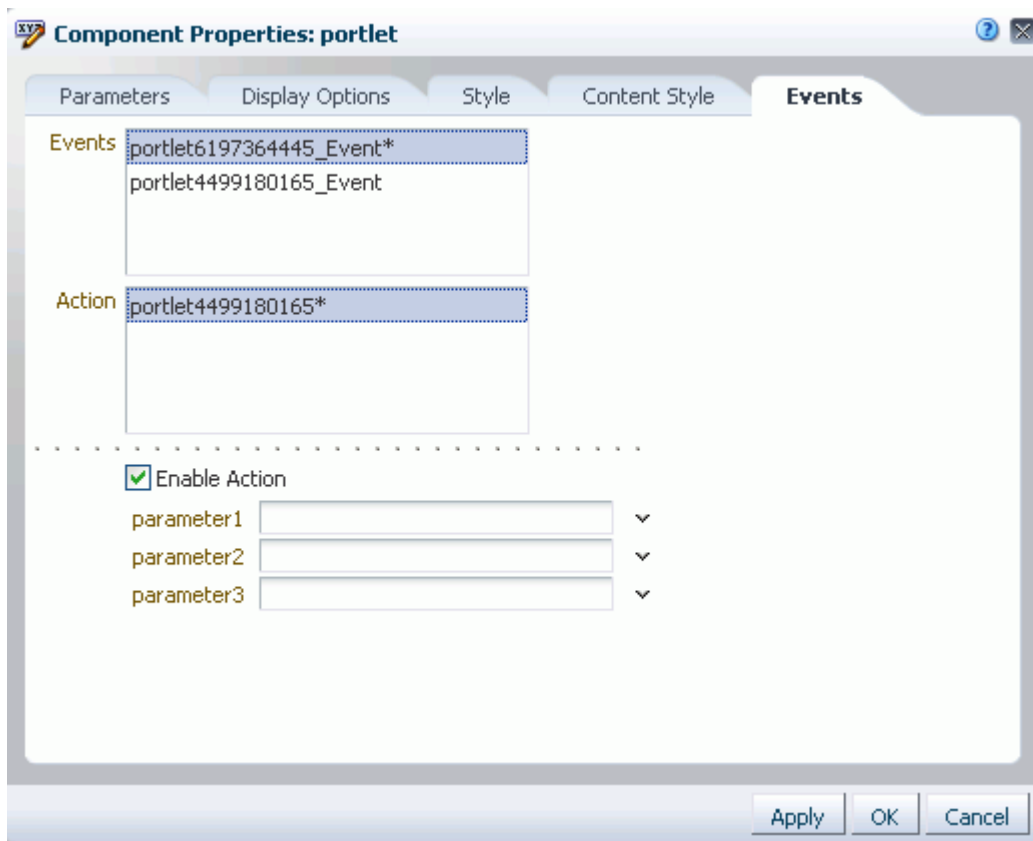 Component Properties: portlet
Parameters Display Options Style Content Style Events
Events portlet6197364445_Event*
portlet4499180165_Event
Action portlet4499180165*
Enable Action
parameter1
parameter2
parameter3
Apply OK Cancel